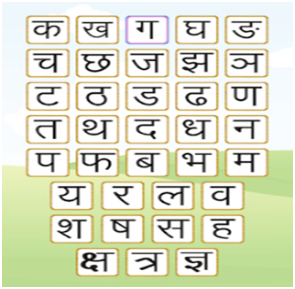 क ख ग घ ङ
च छ ज झ ञ
ट ठ ड ढ ण
त थ द ध न
प फ ब भ म
य र ल व
श ष स ह
क्ष त्र ज्ञ